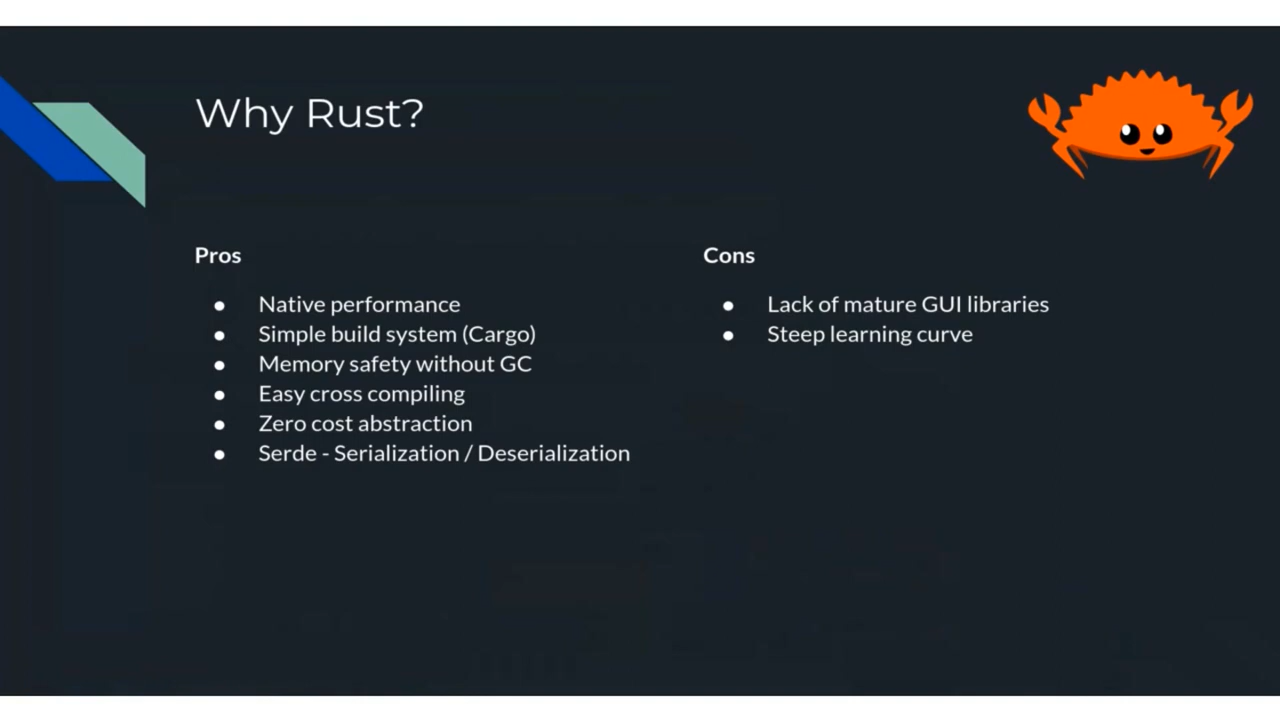 Why Rust?
Pros
● Native performance
● Simple build system (Cargo)
● Memory safety without GC
● Easy cross compiling
● Zero cost abstraction
● Serde - Serialization / Deserialization
Cons
● Lack of mature GUI libraries
● Steep learning curve